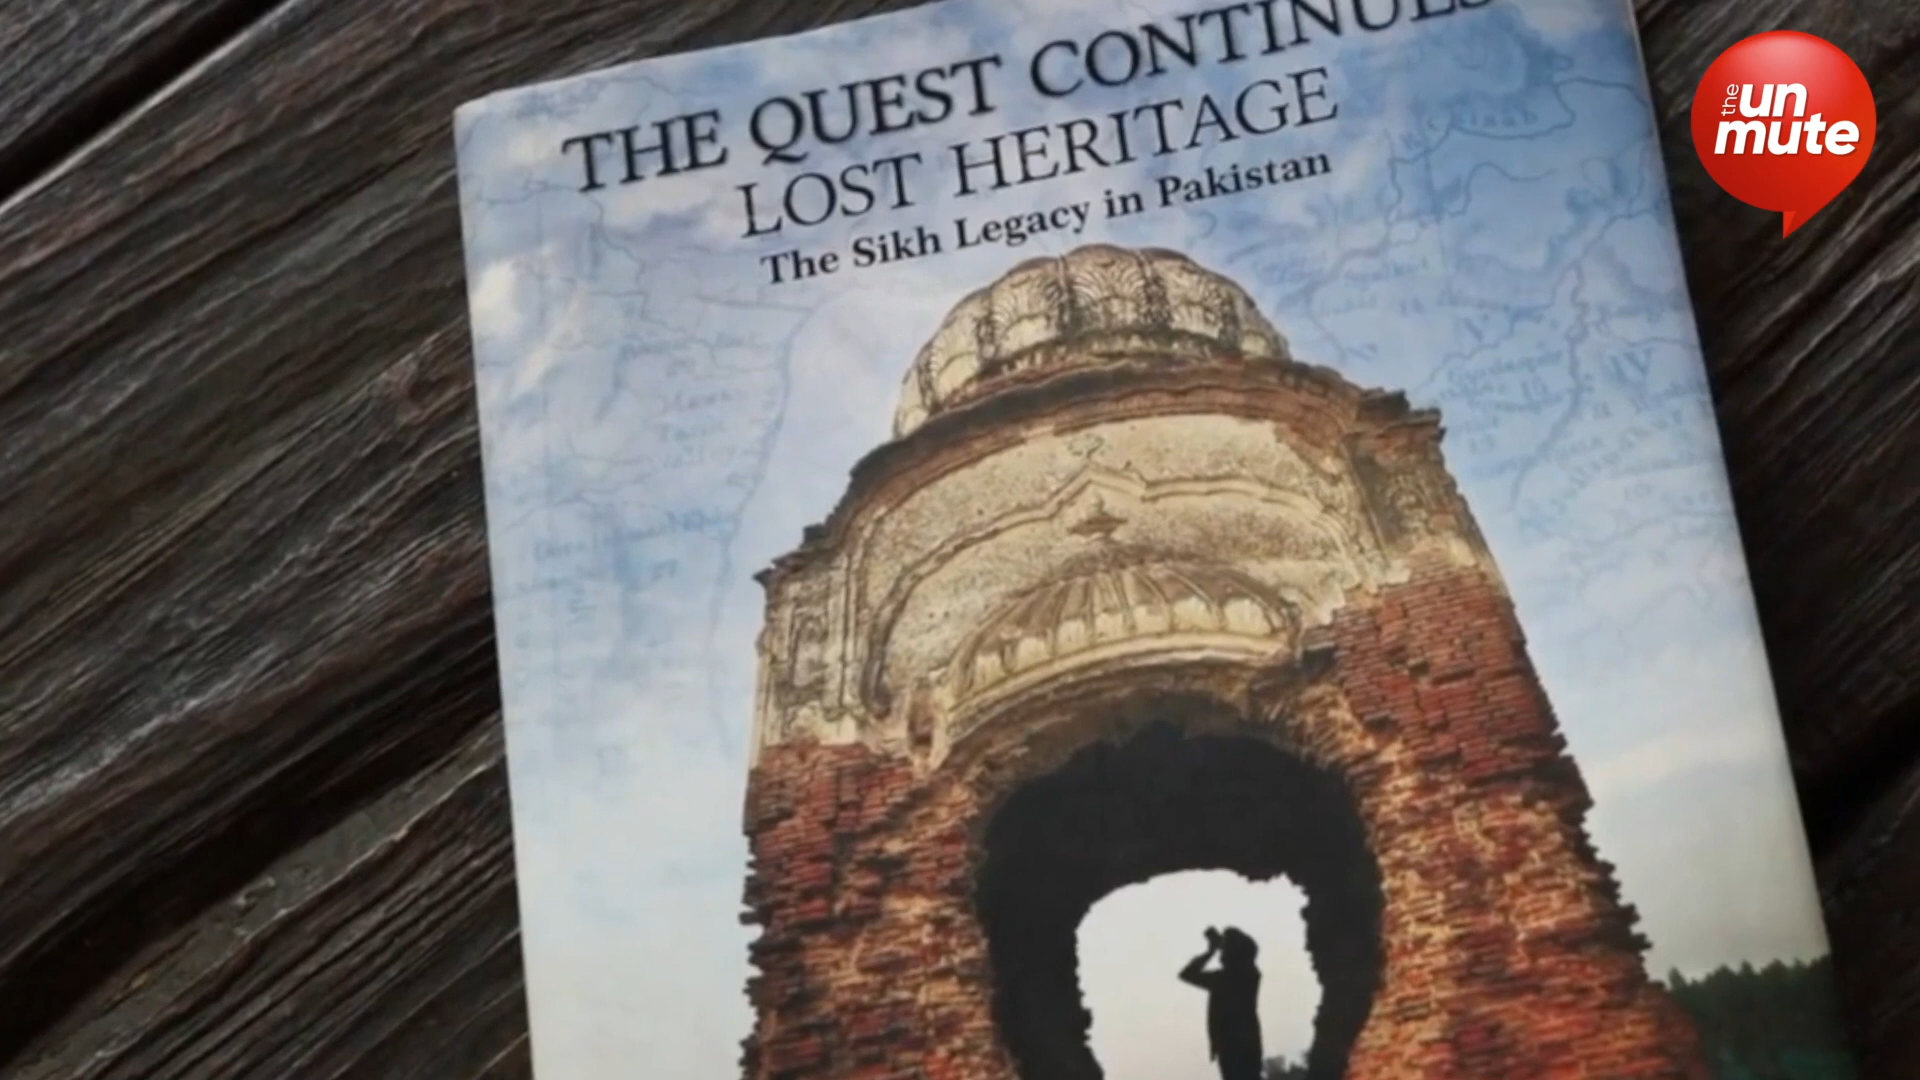 THE QUEST CONTINUES
LOST HERITAGE
The Sikh Legacy in Pakistan
the
un
mute